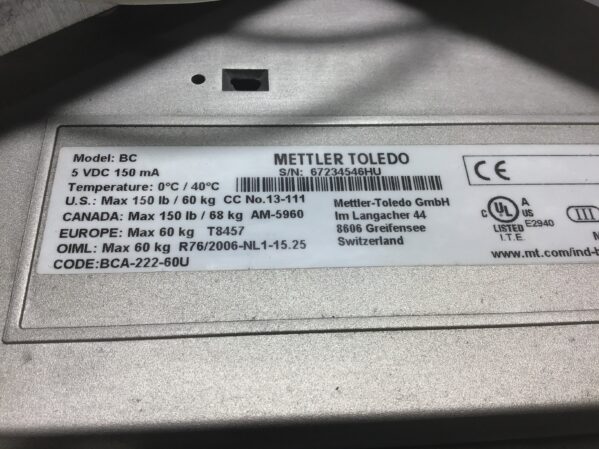 Model: BC
5 VDC 150 mA
Temperature: 0°C / 40°C
U.S.: Max 150 lb / 60 kg CC No.13-111
CANADA: Max 150 lb / 68 kg AM-5960
EUROPE: Max 60 kg T8457
OIML: Max 60 kg R76/2006-NL1-15.25
CODE:BCA-222-60U
METTLER TOLEDO
S/N: 67234546HU
Mettler-Toledo GmbH
Im Langacher 44
8606 Greifensee
Switzerland
CE
C UL US
LISTED E2940
I.T.E.
III
www.mt.com/ind-b